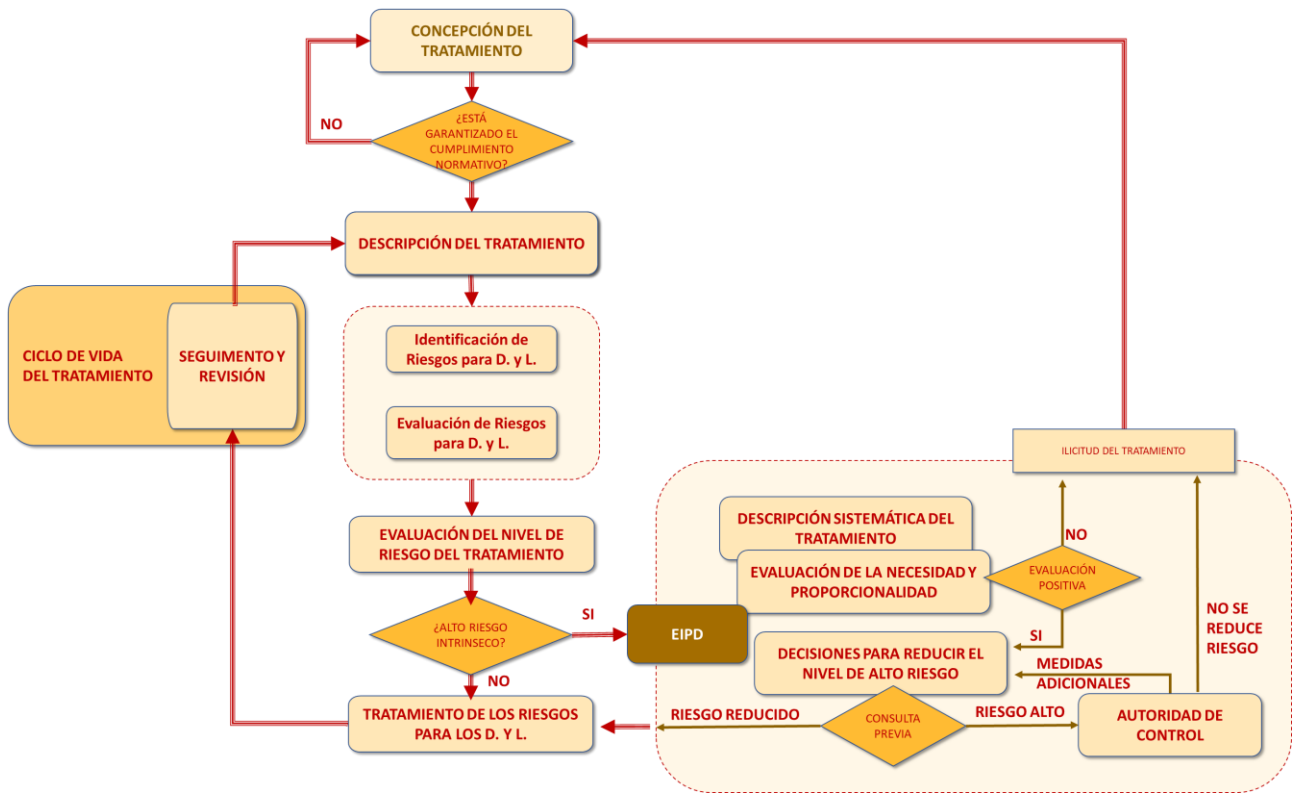 CONCEPCIÓN DEL
TRATAMIENTO
NO
¿ESTÁ
GARANTIZADO EL
CUMPLIMIENTO
NORMATIVO?
DESCRIPCIÓN DEL TRATAMIENTO
CICLO DE VIDA
DEL TRATAMIENTO
SEGUIMENTO Y
REVISIÓN
Identificación de
Riesgos para D. y L.
Evaluación de Riesgos
para D. y L.
EVALUACIÓN DEL NIVEL DE
RIESGO DEL TRATAMIENTO
¿ALTO RIESGO
INTRINSECO?
SI
NO
TRATAMIENTO DE LOS RIESGOS
PARA LOS D. Y L.
EIPD
ILICITUD DEL TRATAMIENTO
DESCRIPCIÓN SISTEMÁTICA DEL
TRATAMIENTO
EVALUACIÓN DE LA NECESIDAD Y
PROPORCIONALIDAD
NO
EVALUACIÓN
POSITIVA
SI
NO SE
REDUCE
RIESGO
DECISIONES PARA REDUCIR EL
NIVEL DE ALTO RIESGO
MEDIDAS
ADICIONALES
RIESGO REDUCIDO
CONSULTA
PREVIA
RIESGO ALTO
AUTORIDAD DE
CONTROL